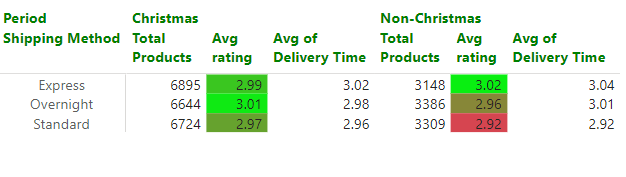 Period Christmas Non-Christmas
Shipping Method Total Avg Avg of Total Avg Avg of
Products rating Delivery Time Products rating Delivery Time
Express 6895 2.99 3.02 3148 3.02 3.04
Overnight 6644 3.01 2.98 3386 2.96 3.01
Standard 6724 2.97 2.96 3309 2.92 2.92